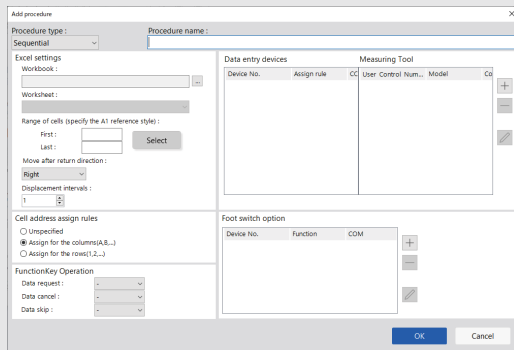 Add procedure
Procedure type :
Procedure name :
Sequential
Excel settings
Workbook :
...
Worksheet :
Range of cells (specify the A1 reference style) :
First :
Last :
Select
Move after return direction :
Right
Displacement intervals :
1
Data entry devices
Measuring Tool
Device No. Assign rule CC User Control Num... Model Co
Cell address assign rules
Unspecified
Assign for the columns(A,B,...)
Assign for the rows(1,2,...)
FunctionKey Operation
Data request : -
Data cancel : -
Data skip : -
Foot switch option
Device No. Function COM
OK Cancel